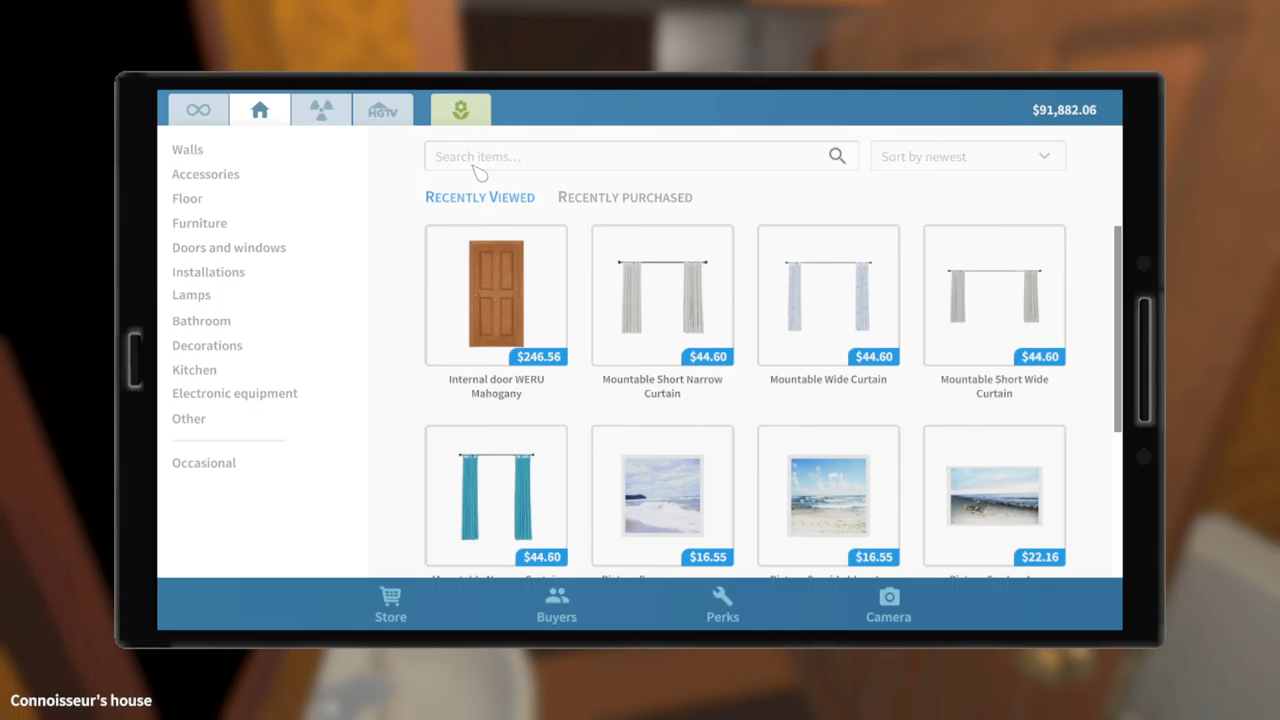 HGTV
$91,882.06
Walls
Accessories
Floor
Furniture
Doors and windows
Installations
Lamps
Bathroom
Decorations
Kitchen
Electronic equipment
Other
Occasional
Search items...
Sort by newest
RECENTLY VIEWED
RECENTLY PURCHASED
$246.56
$44.60
$44.60
$44.60
Internal door WERU
Mahogany
Mountable Short Narrow
Curtain
Mountable Wide Curtain
Mountable Short Wide
Curtain
$44.60
$16.55
$16.55
$22.16
Store
Buyers
Perks
Camera
Connoisseur's house